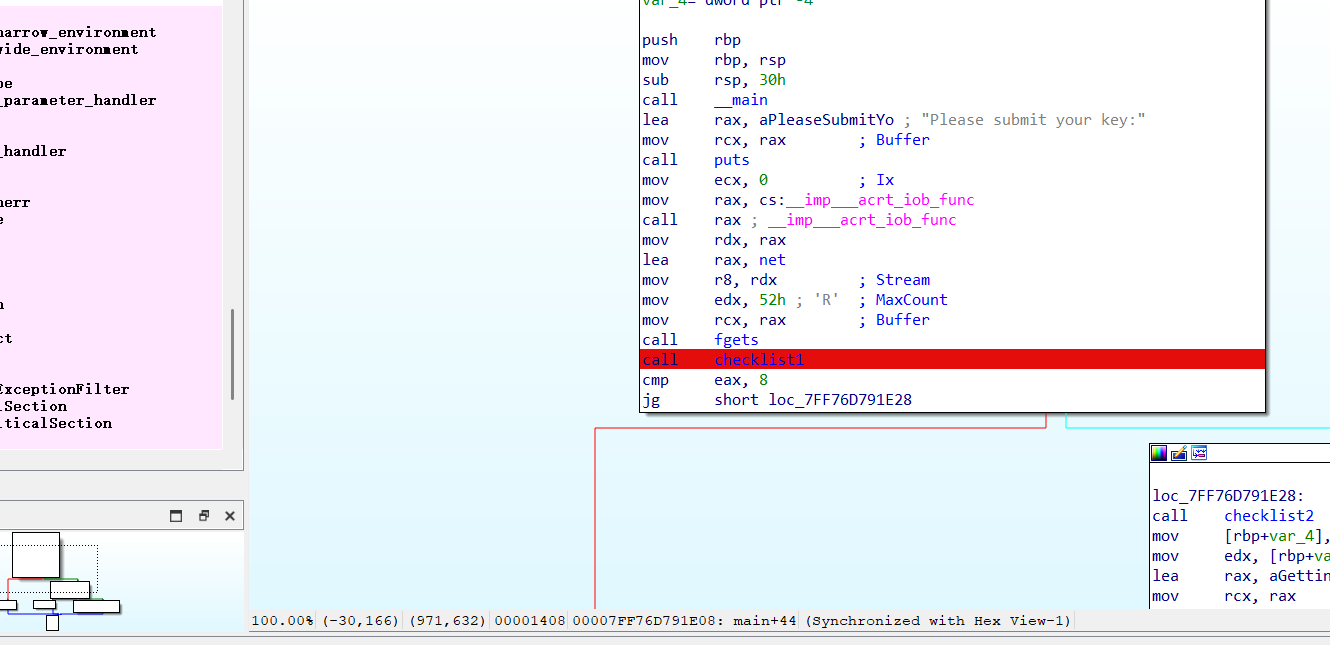 narrow_environment
wide_environment
pe
_parameter_handler
_handler
nerr
e
n
ct
ExceptionFilter
lSection
iticalSection
var_4= dword ptr -4
push    rbp
mov     rbp, rsp
sub     rsp, 30h
call    __main
lea     rax, aPleaseSubmitYo ; "Please submit your key:"
mov     rcx, rax        ; Buffer
call    puts
mov     ecx, 0          ; Ix
mov     rax, cs:__imp___acrt_iob_func
call    rax ; __imp___acrt_iob_func
mov     rdx, rax
lea     rax, net
mov     r8, rdx         ; Stream
mov     edx, 52h ; 'R'  ; MaxCount
mov     rcx, rax        ; Buffer
call    fgets
call    checklist1
cmp     eax, 8
jg      short loc_7FF76D791E28
loc_7FF76D791E28:
call    checklist2
mov     [rbp+var_4],
mov     edx, [rbp+va
lea     rax, aGettin
mov     rcx, rax
100.00% (-30,166) (971,632) 00001408 00007FF76D791E08: main+44 (Synchronized with Hex View-1)